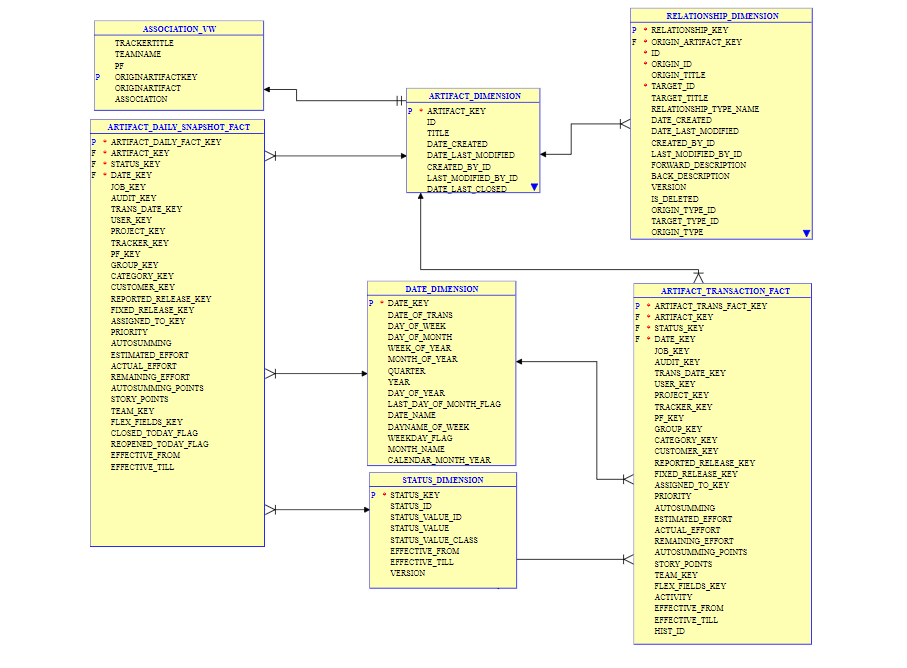 ASSOCIATION_VW
TRACKERTITLE
TEAMNAME
PF
P ORIGINARTIFACTKEY
ORIGINARTIFACT
ASSOCIATION
ARTIFACT_DAILY_SNAPSHOT_FACT
P * ARTIFACT_DAILY_FACT_KEY
F * ARTIFACT_KEY
F * STATUS_KEY
F * DATE_KEY
JOB_KEY
AUDIT_KEY
TRANS_DATE_KEY
USER_KEY
PROJECT_KEY
TRACKER_KEY
PF_KEY
GROUP_KEY
CATEGORY_KEY
CUSTOMER_KEY
REPORTED_RELEASE_KEY
FIXED_RELEASE_KEY
ASSIGNED_TO_KEY
PRIORITY
AUTOSUMMING
ESTIMATED_EFFORT
ACTUAL_EFFORT
REMAINING_EFFORT
AUTOSUMMING_POINTS
STORY_POINTS
TEAM_KEY
FLEX_FIELDS_KEY
CLOSED_TODAY_FLAG
REOPENED_TODAY_FLAG
EFFECTIVE_FROM
EFFECTIVE_TILL
ARTIFACT_DIMENSION
P * ARTIFACT_KEY
ID
TITLE
DATE_CREATED
DATE_LAST_MODIFIED
CREATED_BY_ID
LAST_MODIFIED_BY_ID
DATE_LAST_CLOSED
DATE_DIMENSION
P * DATE_KEY
DATE_OF_TRANS
DAY_OF_WEEK
DAY_OF_MONTH
WEEK_OF_YEAR
MONTH_OF_YEAR
QUARTER
YEAR
DAY_OF_YEAR
LAST_DAY_OF_MONTH_FLAG
DATE_NAME
DAYNAME_OF_WEEK
WEEKDAY_FLAG
MONTH_NAME
CALENDAR_MONTH_YEAR
STATUS_DIMENSION
P * STATUS_KEY
STATUS_ID
STATUS_VALUE_ID
STATUS_VALUE
STATUS_VALUE_CLASS
EFFECTIVE_FROM
EFFECTIVE_TILL
VERSION
RELATIONSHIP_DIMENSION
P * RELATIONSHIP_KEY
F * ORIGIN_ARTIFACT_KEY
* ID
* ORIGIN_ID
ORIGIN_TITLE
* TARGET_ID
TARGET_TITLE
RELATIONSHIP_TYPE_NAME
DATE_CREATED
DATE_LAST_MODIFIED
CREATED_BY_ID
LAST_MODIFIED_BY_ID
FORWARD_DESCRIPTION
BACK_DESCRIPTION
VERSION
IS_DELETED
ORIGIN_TYPE_ID
TARGET_TYPE_ID
ORIGIN_TYPE
ARTIFACT_TRANSACTION_FACT
P * ARTIFACT_TRANS_FACT_KEY
F * ARTIFACT_KEY
F * STATUS_KEY
F * DATE_KEY
JOB_KEY
AUDIT_KEY
TRANS_DATE_KEY
USER_KEY
PROJECT_KEY
TRACKER_KEY
PF_KEY
GROUP_KEY
CATEGORY_KEY
CUSTOMER_KEY
REPORTED_RELEASE_KEY
FIXED_RELEASE_KEY
ASSIGNED_TO_KEY
PRIORITY
AUTOSUMMING
ESTIMATED_EFFORT
ACTUAL_EFFORT
REMAINING_EFFORT
AUTOSUMMING_POINTS
STORY_POINTS
TEAM_KEY
FLEX_FIELDS_KEY
ACTIVITY
EFFECTIVE_FROM
EFFECTIVE_TILL
HIST_ID